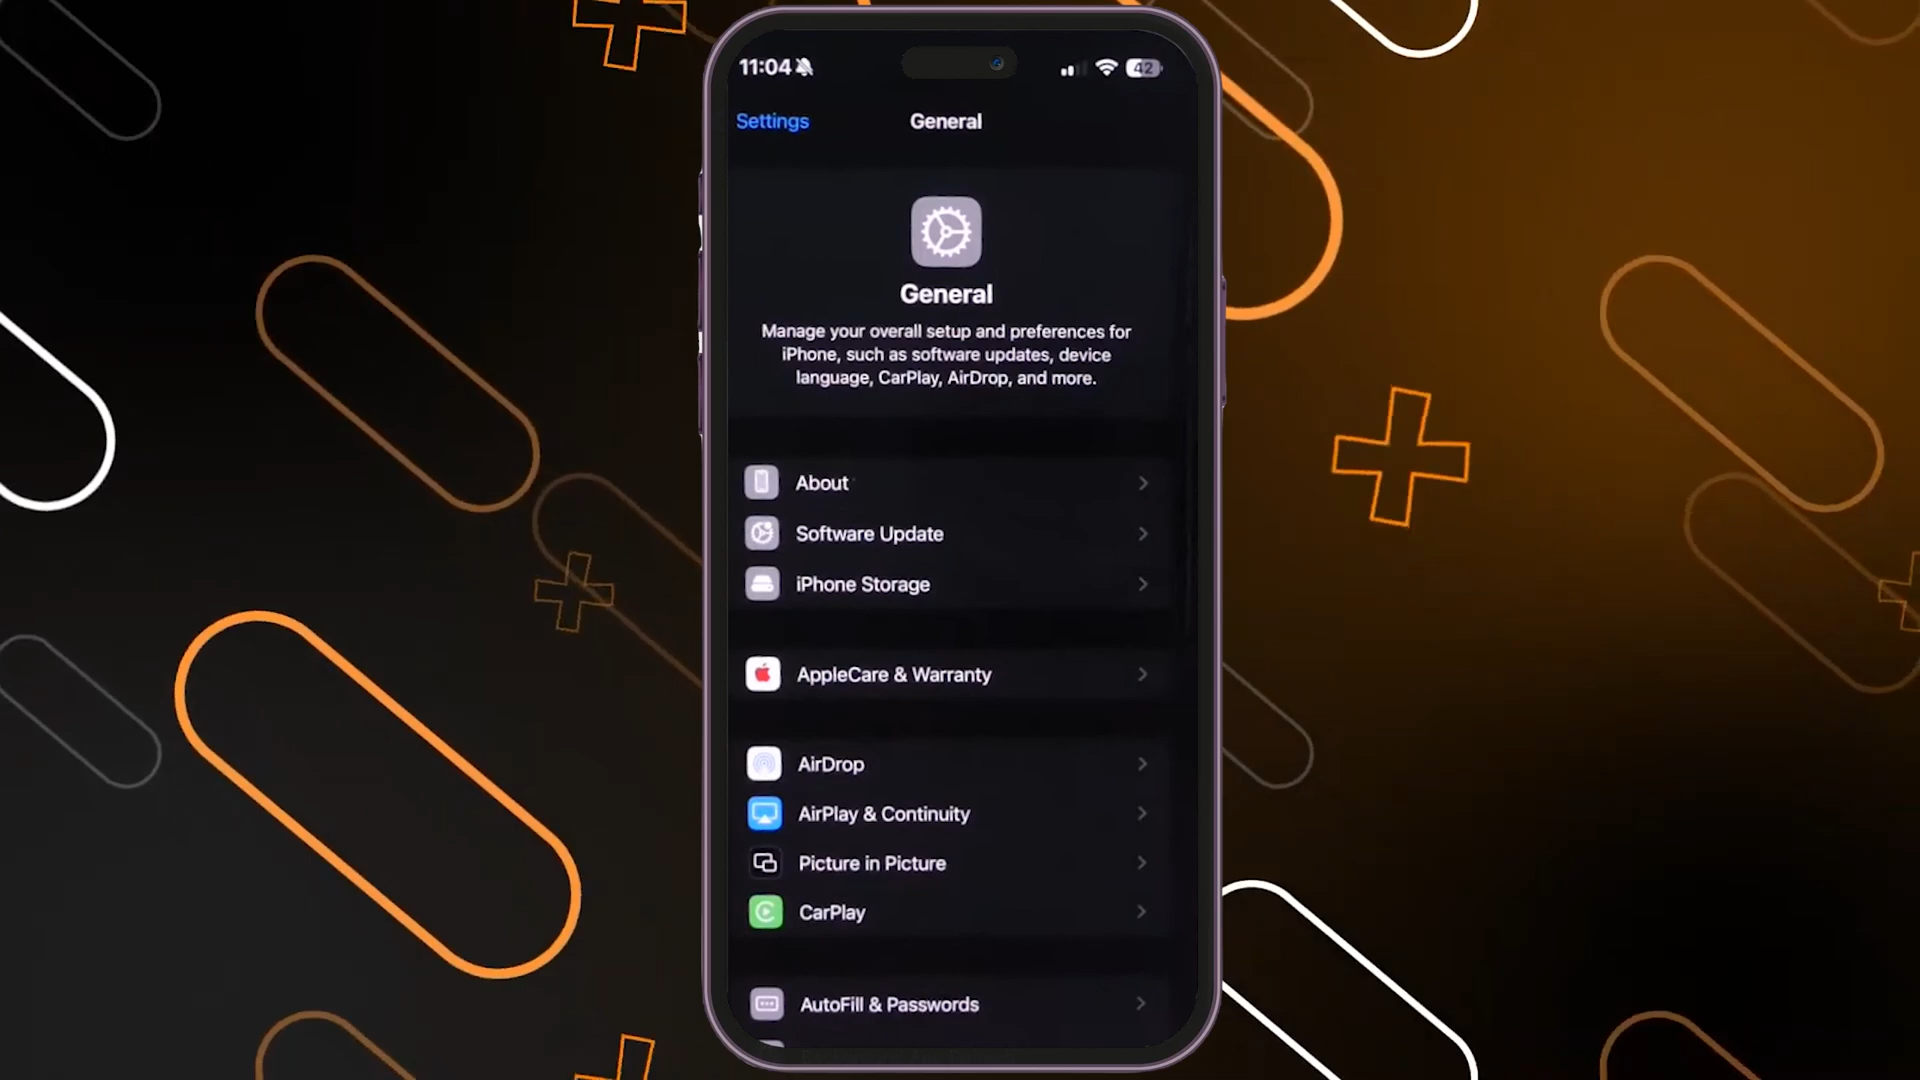 11:04
42
Settings
General
General
Manage your overall setup and preferences for
iPhone, such as software updates, device
language, CarPlay, AirDrop, and more.
About
Software Update
iPhone Storage
AppleCare & Warranty
AirDrop
AirPlay & Continuity
Picture in Picture
CarPlay
AutoFill & Passwords